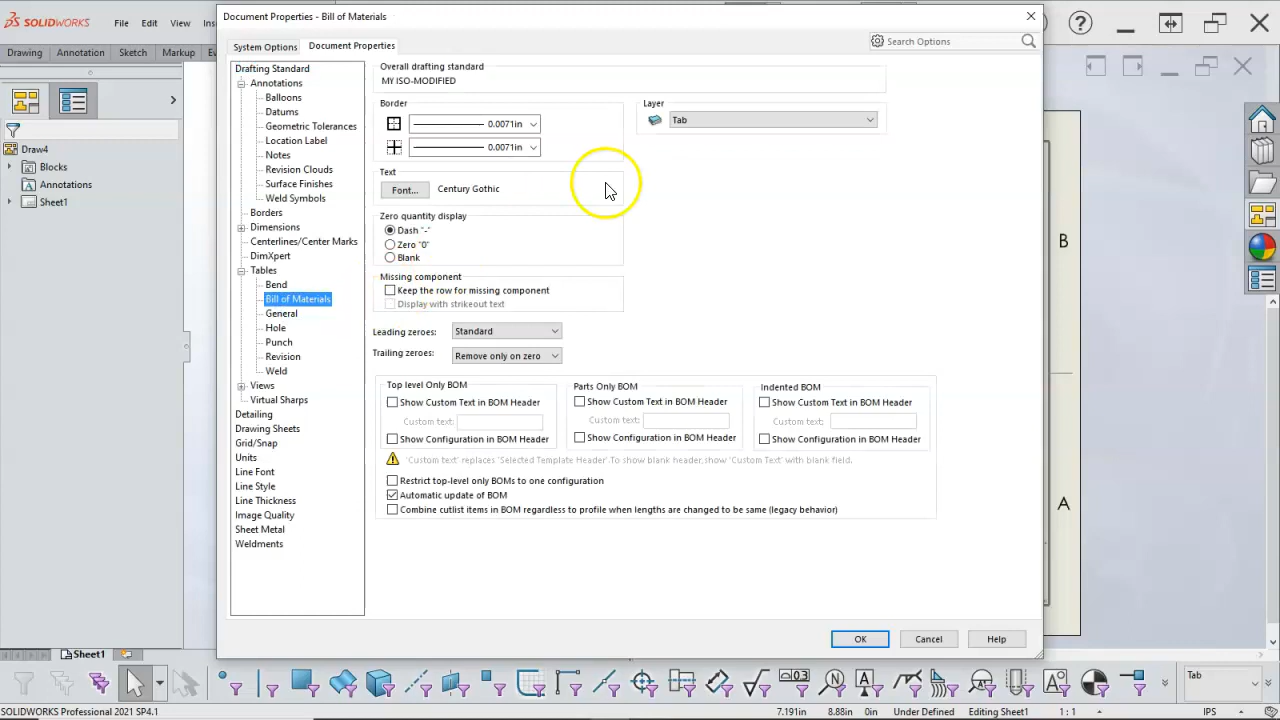 SOLIDWORKS
File
Edit
View
Ins
Drawing
Annotation
Sketch
Markup
Ev
Draw4
Blocks
Annotations
Sheet1
Document Properties - Bill of Materials
System Options
Document Properties
Search Options
Drafting Standard
Annotations
Balloons
Datums
Geometric Tolerances
Location Label
Notes
Revision Clouds
Surface Finishes
Weld Symbols
Borders
Dimensions
Centerlines/Center Marks
DimXpert
Tables
Bend
Bill of Materials
General
Hole
Punch
Revision
Weld
Views
Virtual Sharps
Detailing
Drawing Sheets
Grid/Snap
Units
Line Font
Line Style
Line Thickness
Image Quality
Sheet Metal
Weldments
Overall drafting standard
MY ISO-MODIFIED
Border
0.0071in
0.0071in
Layer
Tab
Text
Font...
Century Gothic
Zero quantity display
Dash "-"
Zero "0"
Blank
Missing component
Keep the row for missing component
Display with strikeout text
Leading zeroes:
Standard
Trailing zeroes:
Remove only on zero
Top level Only BOM
Show Custom Text in BOM Header
Custom text:
Show Configuration in BOM Header
Parts Only BOM
Show Custom Text in BOM Header
Custom text:
Show Configuration in BOM Header
Indented BOM
Show Custom Text in BOM Header
Custom text:
Show Configuration in BOM Header
'Custom text' replaces 'Selected Template Header'.To show blank header,show 'Custom Text' with blank field.
Restrict top-level only BOMs to one configuration
Automatic update of BOM
Combine cutlist items in BOM regardless to profile when lengths are changed to be same (legacy behavior)
OK
Cancel
Help
B
A
Sheet1
Tab
SOLIDWORKS Professional 2021 SP4.1
7.191in
8.88in
0in
Under Defined
Editing Sheet1
1 : 1
IPS